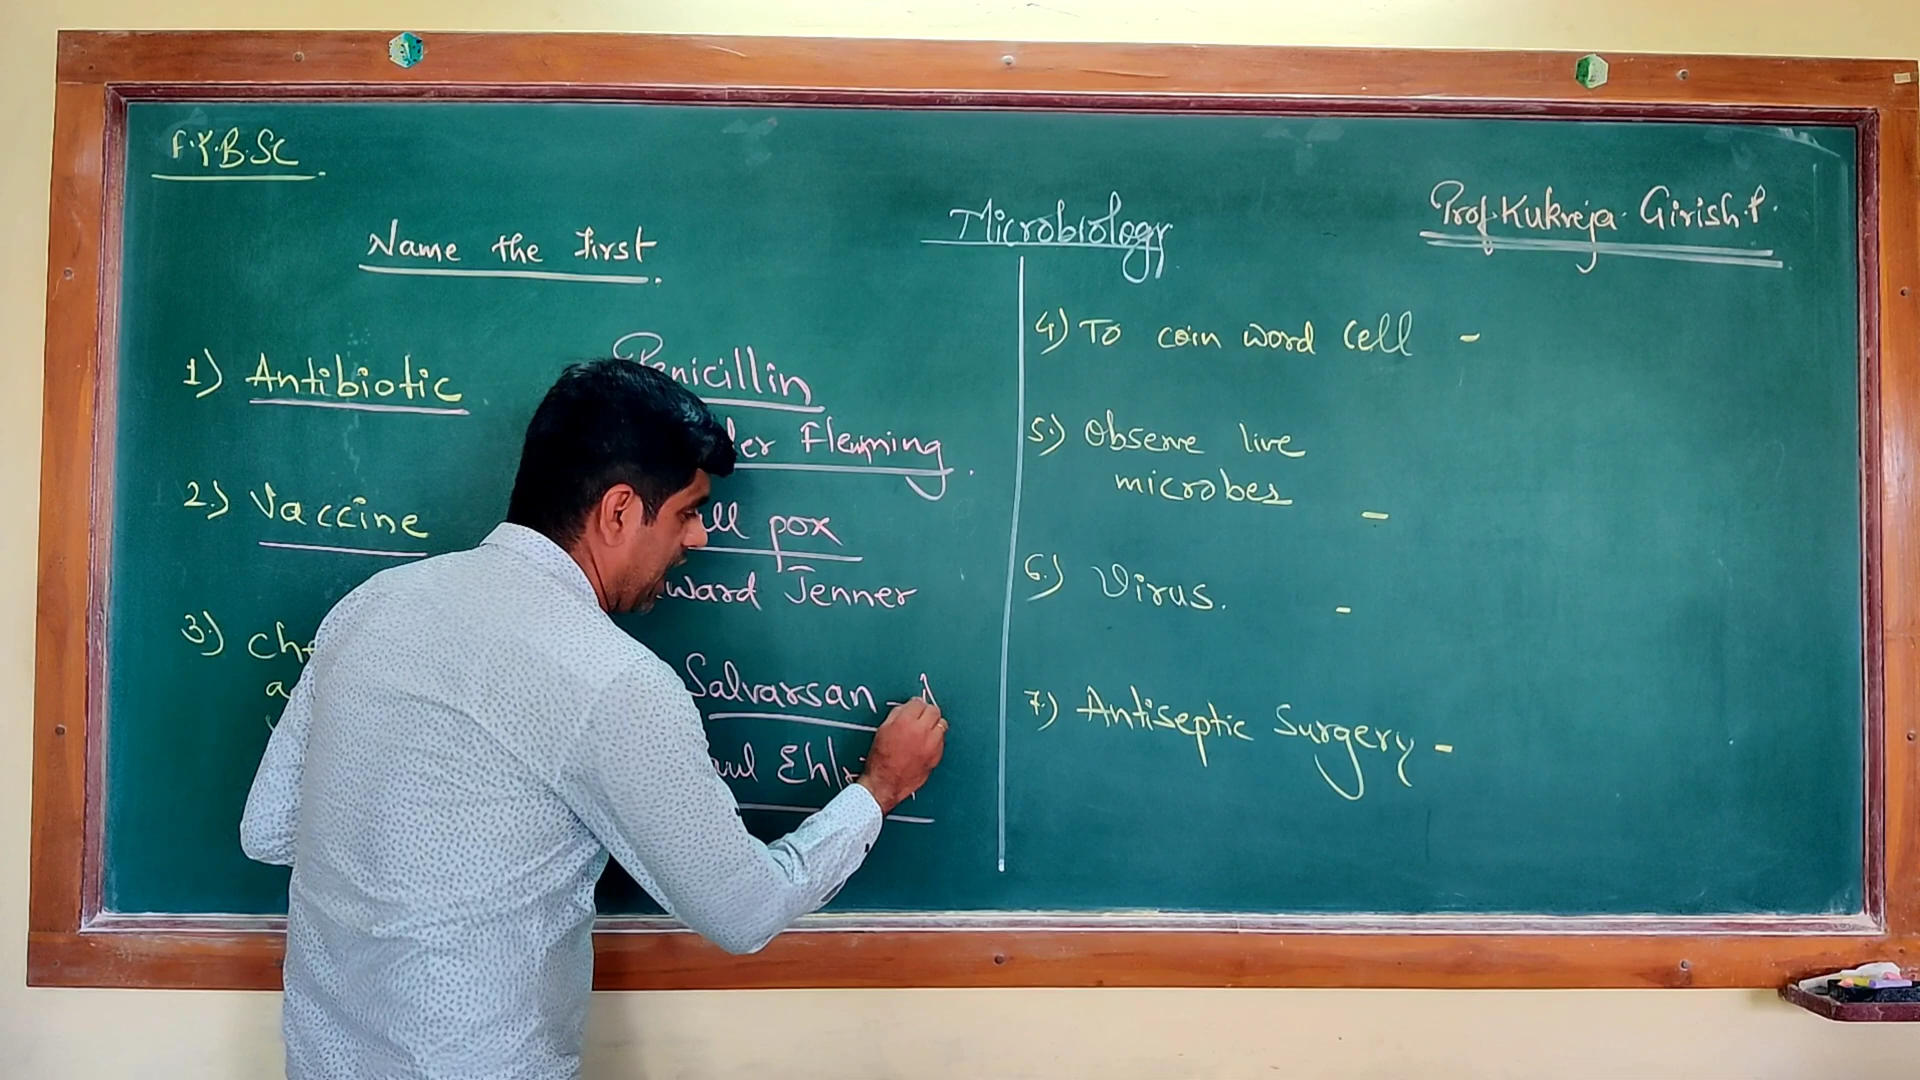 F.Y.B.SC
Microbiology
Prof. Kukreja Girish.P.
Name the first
1) Antibiotic
Penicillin
Fleming
2.) Vaccine
pox
Jenner
3.)
Salvarsan -
4) To coin word cell -
5.) Observe live
microbes -
6.) Virus. -
7.) Antiseptic Surgery -